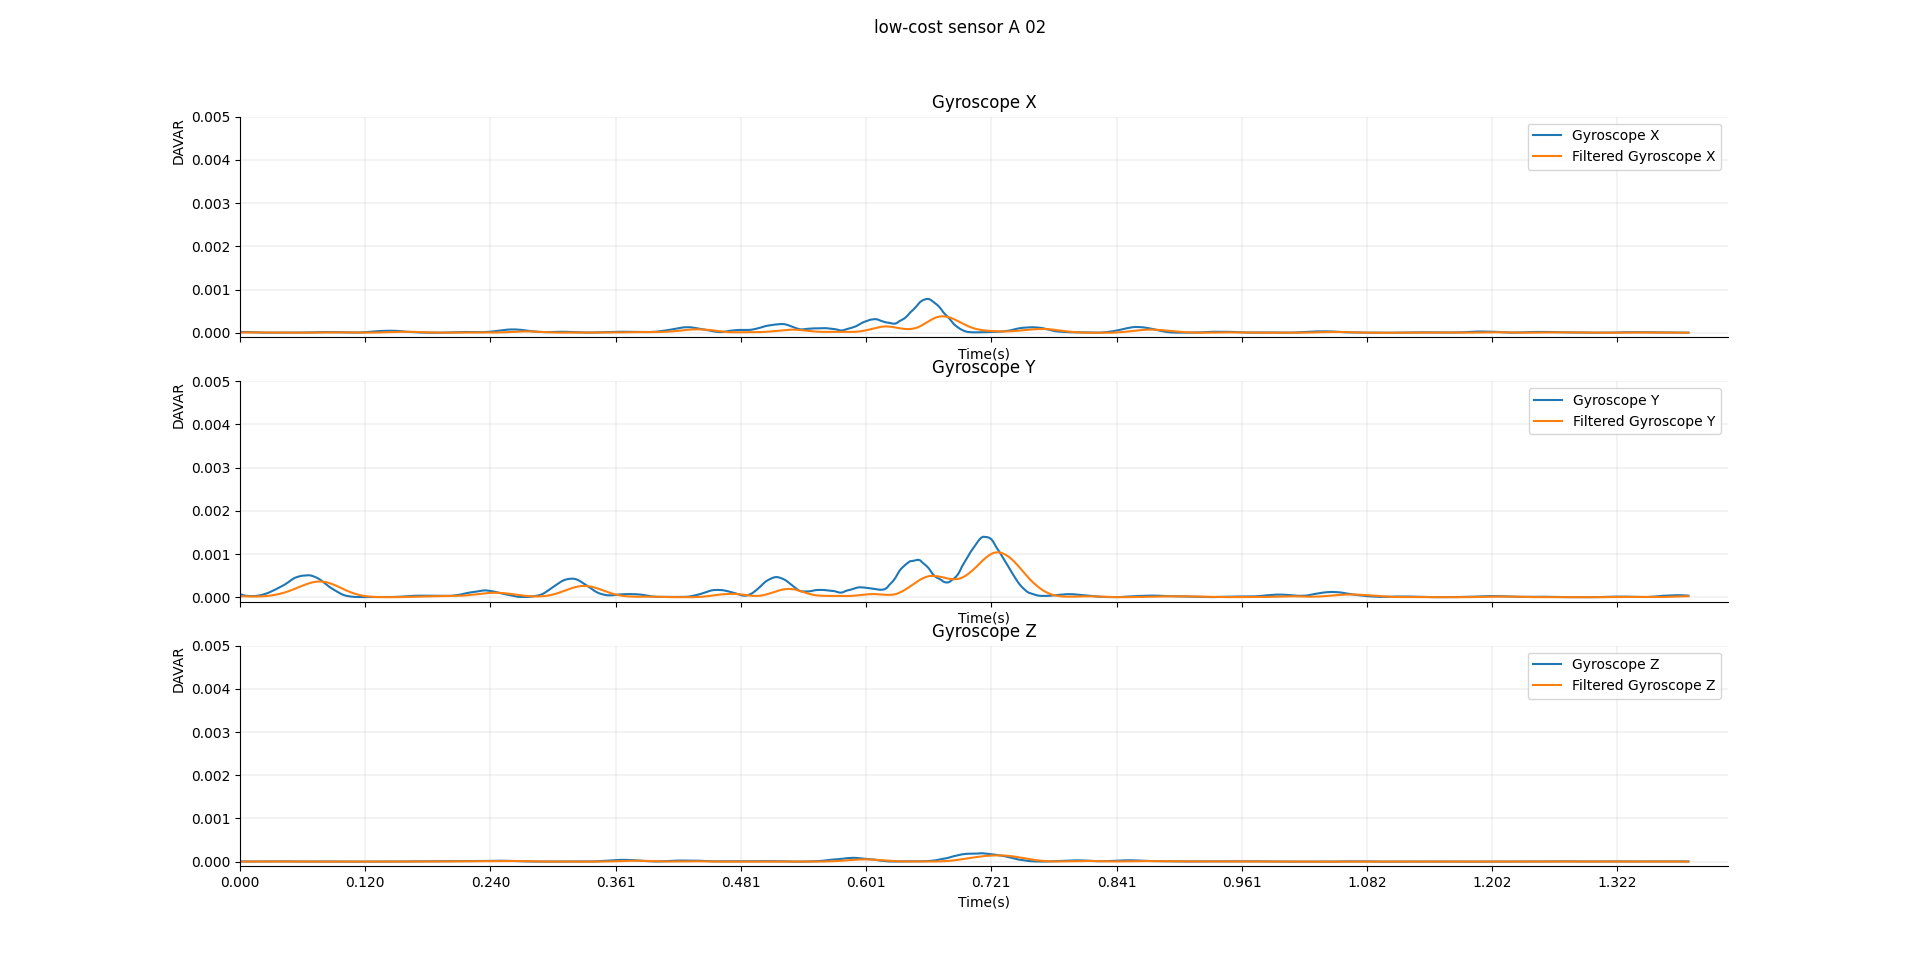 low-cost sensor A 02
Gyroscope X
DAVAR
0.005
0.004
0.003
0.002
0.001
0.000
Gyroscope X
Filtered Gyroscope X
Time(s)
Gyroscope Y
DAVAR
0.005
0.004
0.003
0.002
0.001
0.000
Gyroscope Y
Filtered Gyroscope Y
Time(s)
Gyroscope Z
DAVAR
0.005
0.004
0.003
0.002
0.001
0.000
Gyroscope Z
Filtered Gyroscope Z
0.000 0.120 0.240 0.361 0.481 0.601 0.721 0.841 0.961 1.082 1.202 1.322
Time(s)